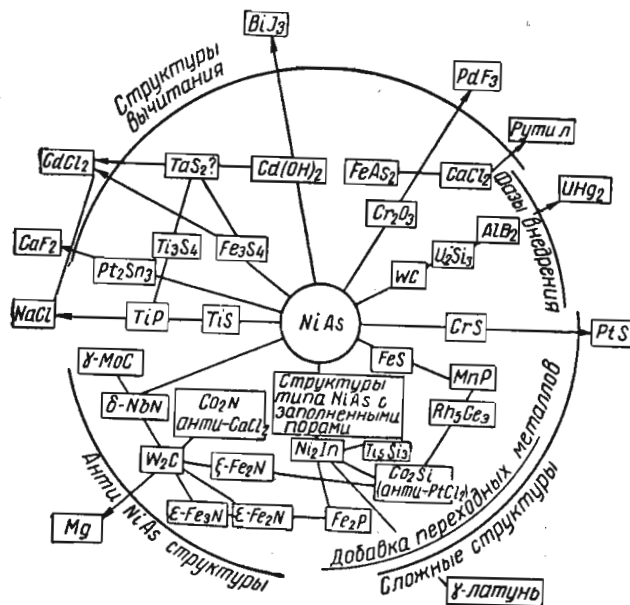 BiJ₃
Структуры
вычитания
PdF₃
Рутил
CdCl₂
TaS₂?
Cd(OH)₂
FeAs₂
CaCl₂
Фазы внедрения
UHg₂
Cr₂O₃
AlB₂
CaF₂
Ti₃S₄
Fe₃S₄
U₂Si₃
Pt₂Sn₃
WC
NaCl
TiP
TiS
NiAs
CrS
PtS
γ-MoC
FeS
MnP
δ-NbN
Co₂N
анти-CaCl₂
Структуры
типа NiAs с
заполненными
порами
Rh₅Ge₃
W₂C
ξ-Fe₂N
Ni₂In
Ti₅Si₃
Co₂Si
(анти-PtCl₂)
Mg
ε-Fe₃N
ε-Fe₂N
Fe₂P
Анти NiAs структуры
Добавка переходных металлов
Сложные структуры
γ-латунь